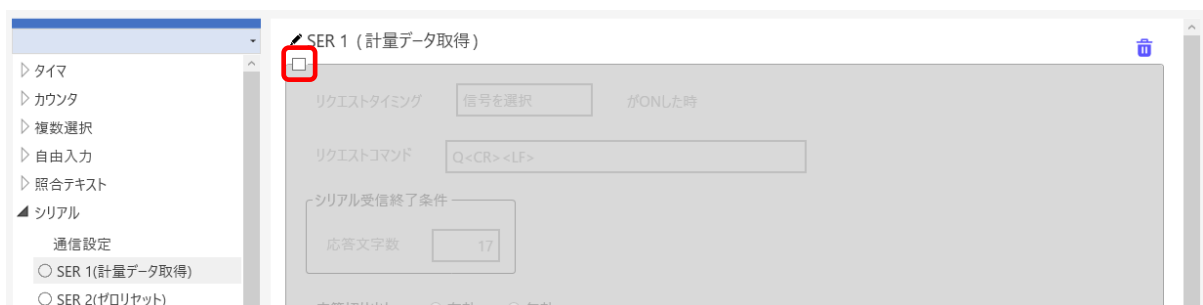 タイマ
カウンタ
複数選択
自由入力
照合テキスト
シリアル
通信設定
SER 1(計量データ取得)
SER 2(ゼロリセット)
SER 1 (計量データ取得)
リクエストタイミング 信号を選択 がONした時
リクエストコマンド Q<CR><LF>
シリアル受信終了条件
応答文字数 17